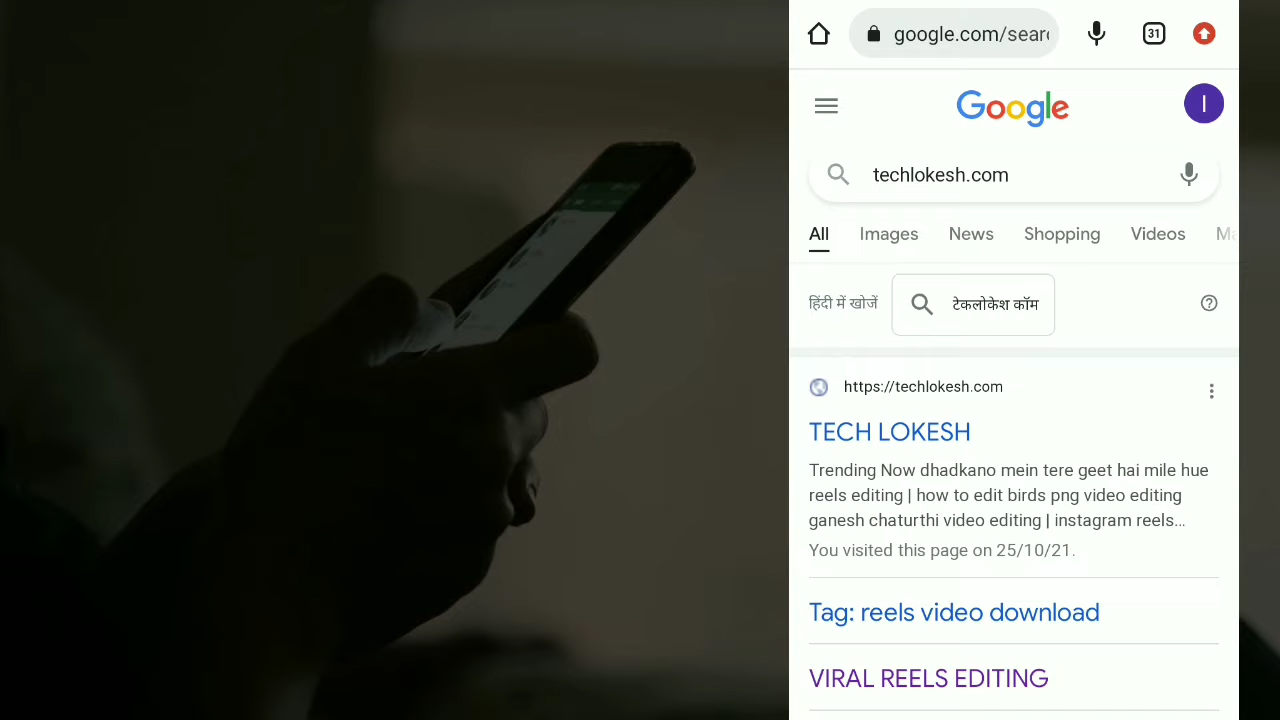 google.com/sear
31
Google
I
techlokesh.com
All Images News Shopping Videos
हिंदी में खोजें टेकलोकेश कॉम
https://techlokesh.com
TECH LOKESH
Trending Now dhadkano mein tere geet hai mile hue
reels editing | how to edit birds png video editing
ganesh chaturthi video editing | instagram reels...
You visited this page on 25/10/21.
Tag: reels video download
VIRAL REELS EDITING